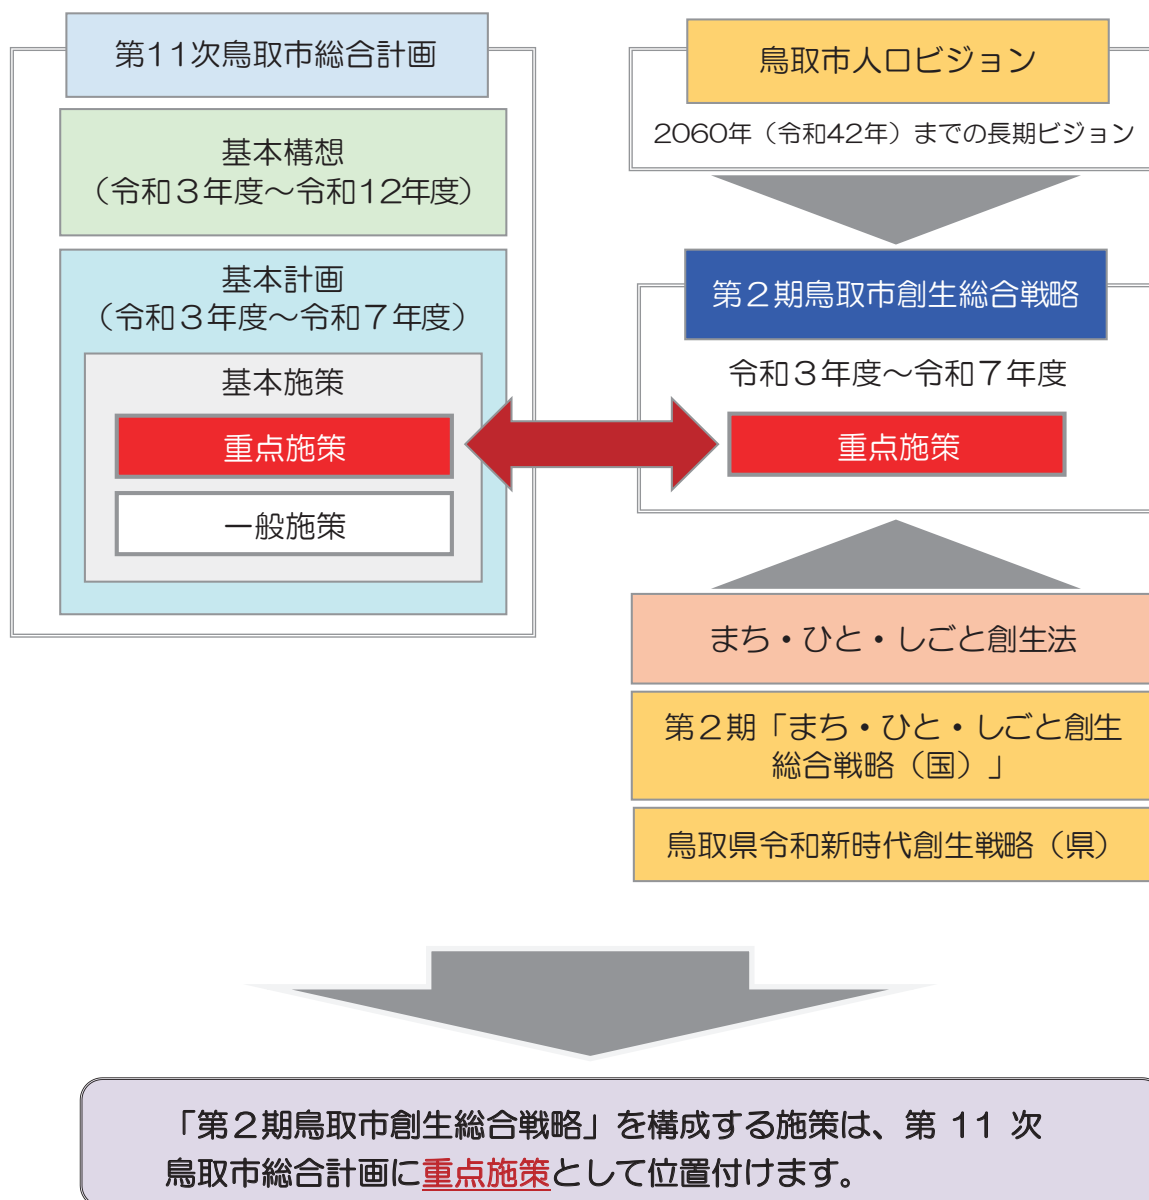 第11次鳥取市総合計画
基本構想
（令和３年度～令和12年度）
基本計画
（令和３年度～令和７年度）
基本施策
重点施策
一般施策
鳥取市人口ビジョン
2060年（令和42年）までの長期ビジョン
第２期鳥取市創生総合戦略
令和３年度～令和７年度
重点施策
まち・ひと・しごと創生法
第２期「まち・ひと・しごと創生
総合戦略（国）」
鳥取県令和新時代創生戦略（県）
「第２期鳥取市創生総合戦略」を構成する施策は、第 11 次
鳥取市総合計画に重点施策として位置付けます。